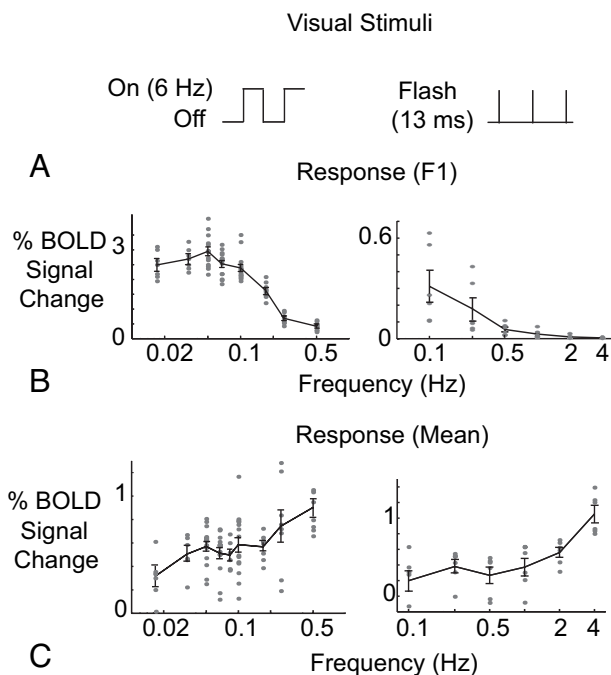 Visual Stimuli
On (6 Hz)
Off
Flash
(13 ms)
A
Response (F1)
% BOLD
Signal
Change
3
0
0.02 0.1 0.5
0.6
0
0.1 0.5 2 4
B
Frequency (Hz)
Response (Mean)
% BOLD
Signal
Change
1
0
0.02 0.1 0.5
1
0
0.1 0.5 2 4
C
Frequency (Hz)